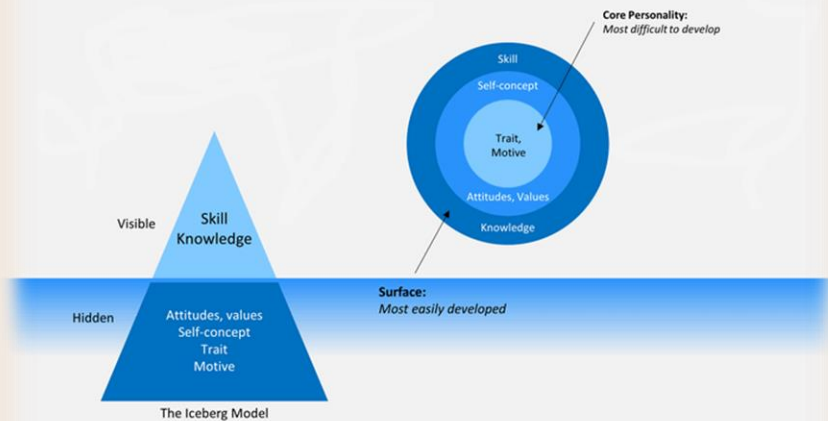 Visible
Skill
Knowledge
Hidden
Attitudes, values
Self-concept
Trait
Motive
The Iceberg Model
Core Personality:
Most difficult to develop
Skill
Self-concept
Trait,
Motive
Attitudes, Values
Knowledge
Surface:
Most easily developed